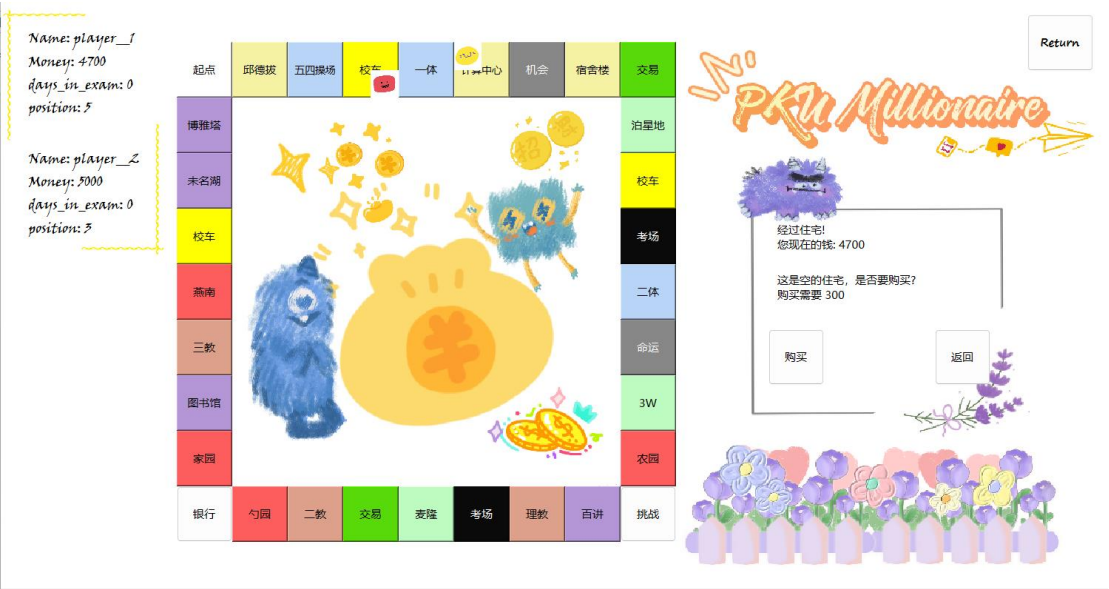 Name: player_1
Money: 4700
days_in_exam: 0
position: 5
Name: player_2
Money: 5000
days_in_exam: 0
position: 3
起点
邱德拔
五四操场
校车
一体
计算中心
机会
宿舍楼
交易
博雅塔
泊星地
未名湖
校车
校车
考场
燕南
二体
三教
命运
图书馆
3W
家园
农园
银行
勺园
二教
交易
麦隆
考场
理教
百讲
挑战
Return
PKU Millionaire
经过住宅!
您现在的钱: 4700
这是空的住宅，是否要购买?
购买需要 300
购买
返回